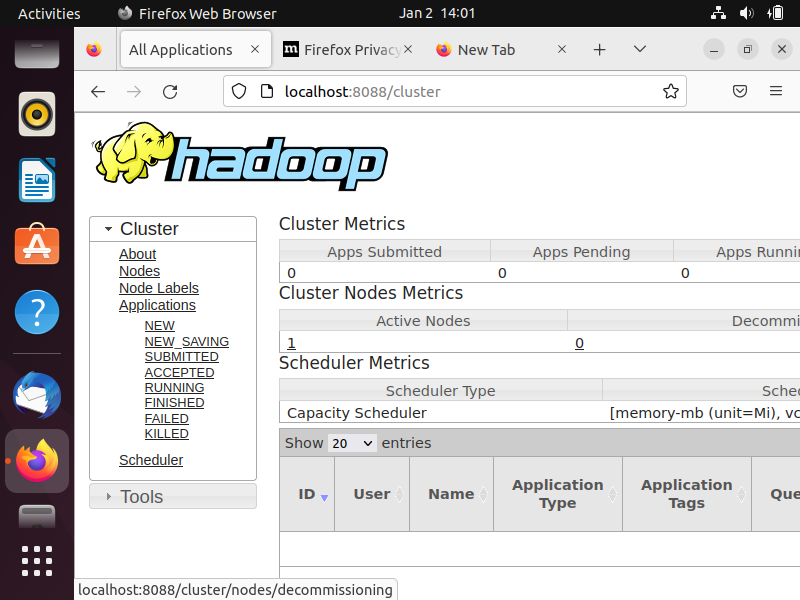 Activities
Firefox Web Browser
Jan 2 14:01
All Applications
Firefox Privacy
New Tab
localhost:8088/cluster
hadoop
Cluster
About
Nodes
Node Labels
Applications
NEW
NEW_SAVING
SUBMITTED
ACCEPTED
RUNNING
FINISHED
FAILED
KILLED
Scheduler
Tools
Cluster Metrics
Apps Submitted Apps Pending Apps Runnin
0 0 0
Cluster Nodes Metrics
Active Nodes Decommi
1 0
Scheduler Metrics
Scheduler Type Sche
Capacity Scheduler [memory-mb (unit=Mi), vc
Show 20 entries
ID User Name Application Type Application Tags Que
localhost:8088/cluster/nodes/decommissioning